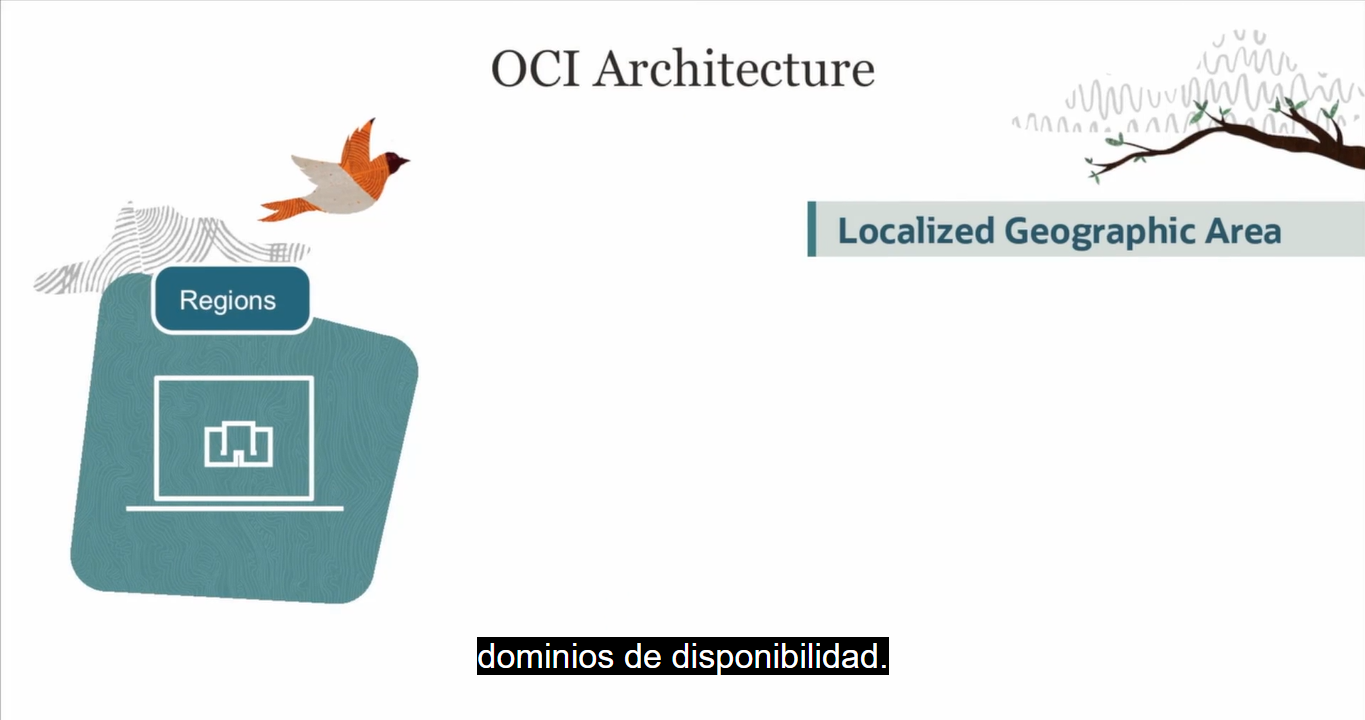 OCI Architecture
Localized Geographic Area
Regions
dominios de disponibilidad.